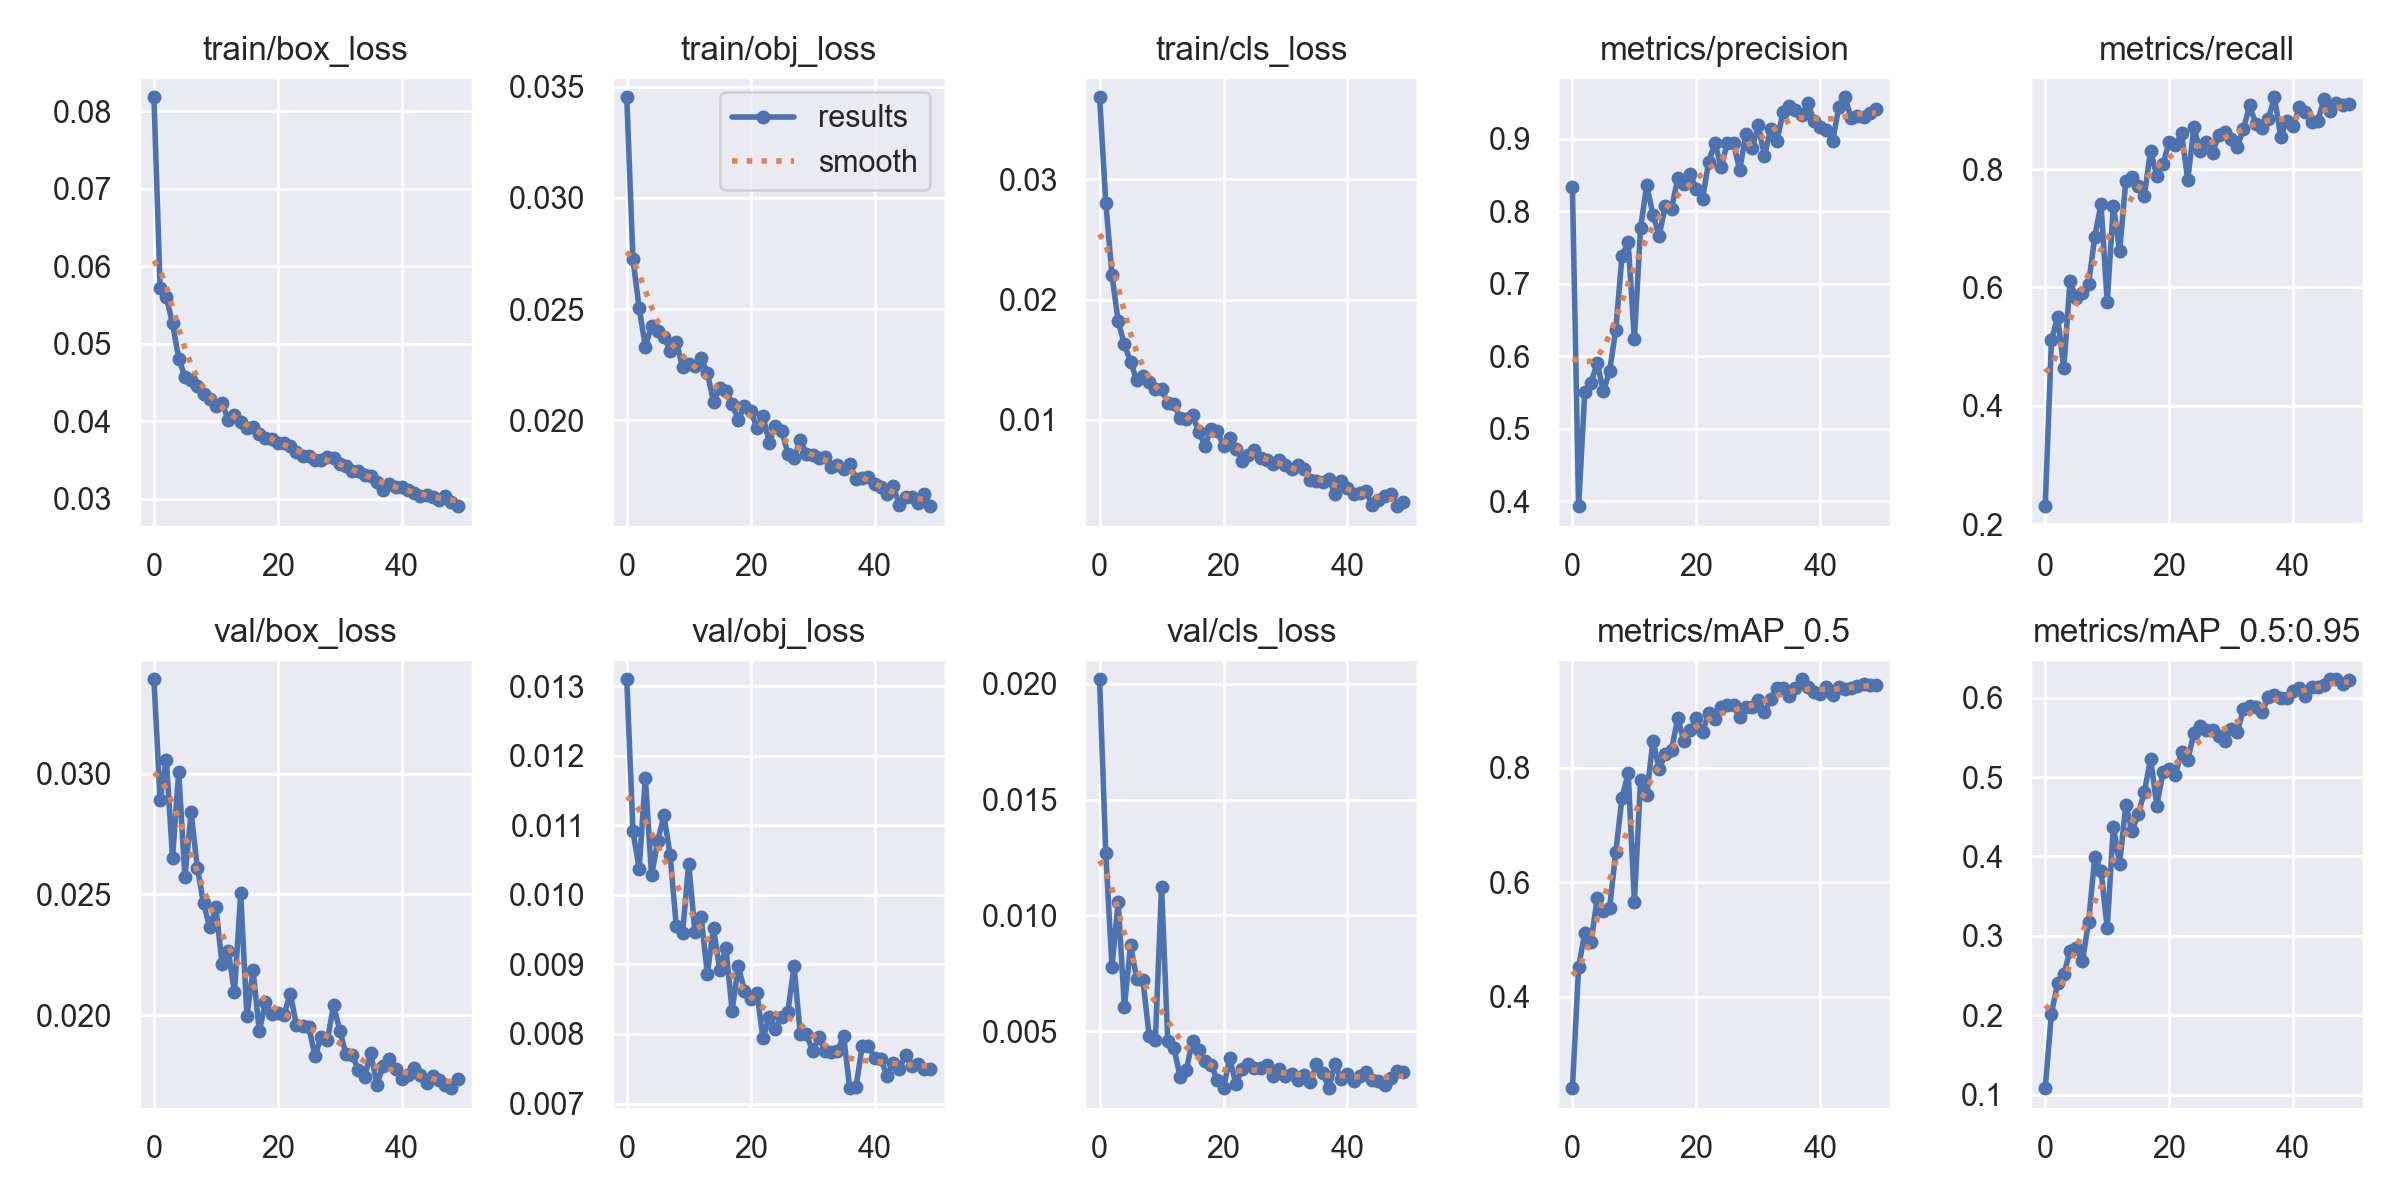 train/box_loss
0.08
0.07
0.06
0.05
0.04
0.03
0 20 40
train/obj_loss
0.035
0.030
0.025
0.020
results
smooth
0 20 40
train/cls_loss
0.03
0.02
0.01
0 20 40
metrics/precision
0.9
0.8
0.7
0.6
0.5
0.4
0 20 40
metrics/recall
0.8
0.6
0.4
0.2
0 20 40
val/box_loss
0.030
0.025
0.020
0 20 40
val/obj_loss
0.013
0.012
0.011
0.010
0.009
0.008
0.007
0 20 40
val/cls_loss
0.020
0.015
0.010
0.005
0 20 40
metrics/mAP_0.5
0.8
0.6
0.4
0 20 40
metrics/mAP_0.5:0.95
0.6
0.5
0.4
0.3
0.2
0.1
0 20 40